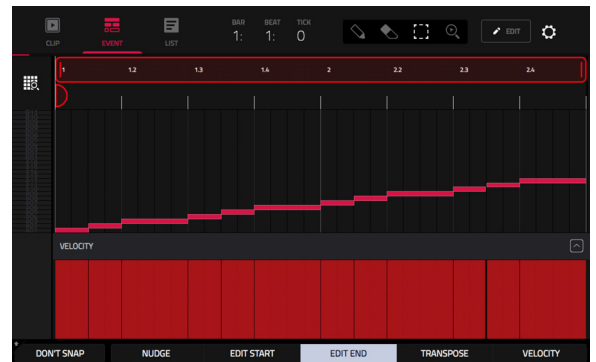 BAR BEAT TICK
1: 1: 0
CLIP EVENT LIST
EDIT
1 1.2 1.3 1.4 2 2.2 2.3 2.4
VELOCITY
DON'T SNAP NUDGE EDIT START EDIT END TRANSPOSE VELOCITY